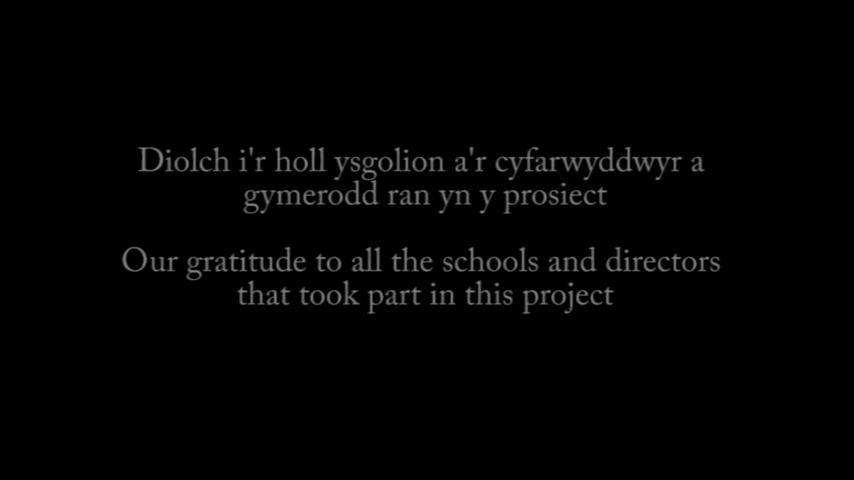 Diolch i'r holl ysgolion a'r cyfarwyddwyr a
gymerodd ran yn y prosiect
Our gratitude to all the schools and directors
that took part in this project